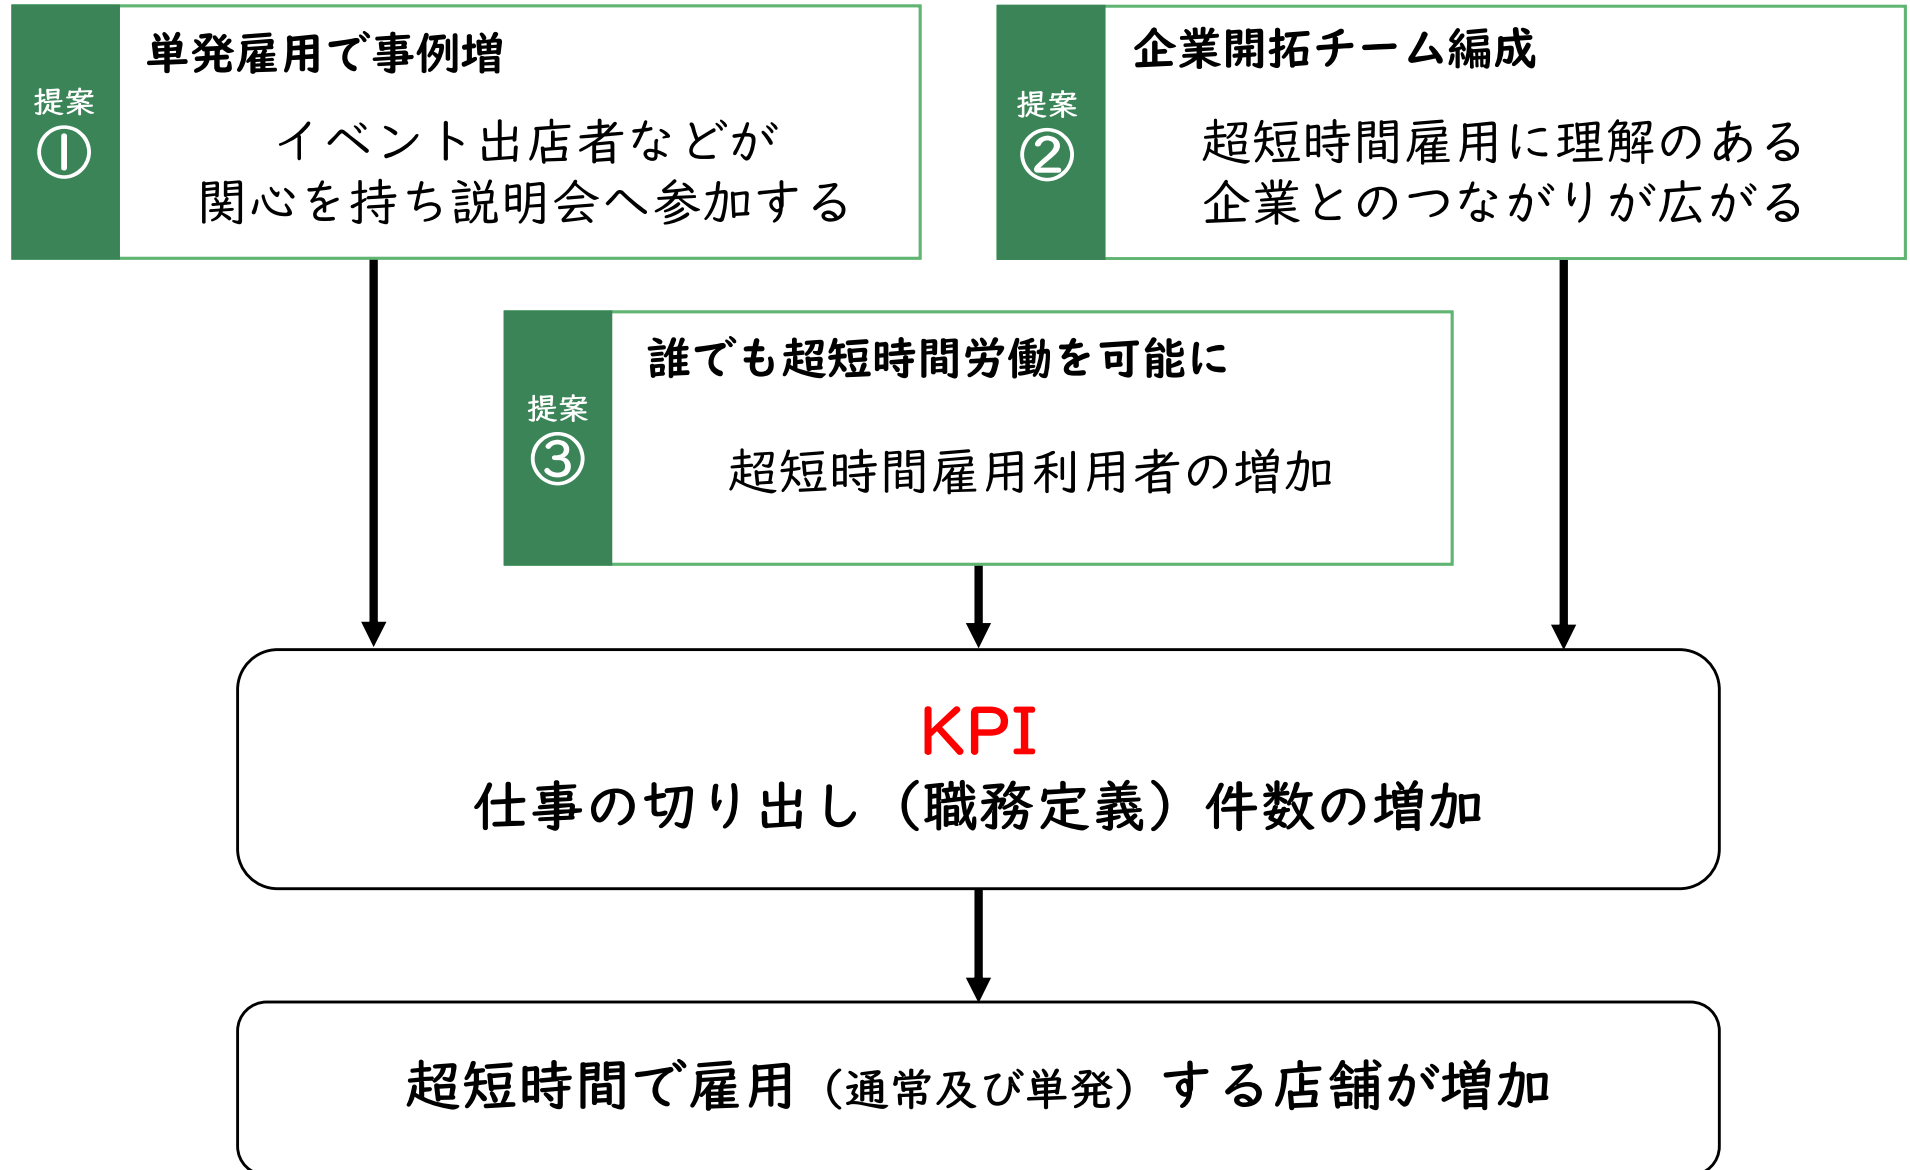 提案
①
単発雇用で事例増
イベント出店者などが
関心を持ち説明会へ参加する
提案
②
企業開拓チーム編成
超短時間雇用に理解のある
企業とのつながりが広がる
提案
③
誰でも超短時間労働を可能に
超短時間雇用利用者の増加
KPI
仕事の切り出し（職務定義）件数の増加
超短時間で雇用（通常及び単発）する店舗が増加